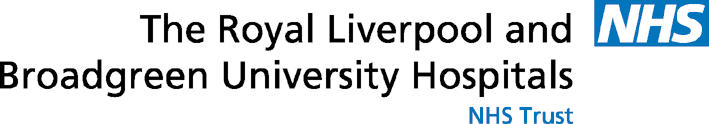 The Royal Liverpool and NHS
Broadgreen University Hospitals
NHS Trust